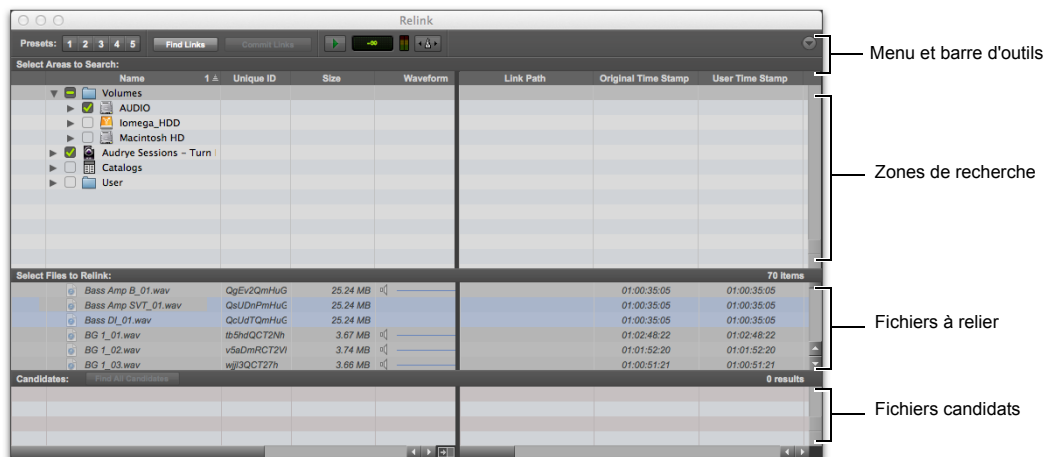 Relink
Presets: 1 2 3 4 5 Find Links Commit Links -∞
Menu et barre d'outils
Select Areas to Search:
Name 1 Unique ID Size Waveform Link Path Original Time Stamp User Time Stamp
Volumes
AUDIO
Iomega_HDD
Macintosh HD
Audrye Sessions – Turn
Catalogs
User
Zones de recherche
Select Files to Relink: 70 Items
Bass Amp B_01.wav QgEv2QmHuG 25.24 MB 01:00:35:05 01:00:35:05
Bass Amp SVT_01.wav QsUDnPmHuG 25.24 MB 01:00:35:05 01:00:35:05
Bass DI_01.wav QcUdTQmHuG 25.24 MB 01:00:35:05 01:00:35:05
BG 1_01.wav tb5hdQCT2Nh 3.67 MB 01:02:48:22 01:02:48:22
BG 1_02.wav v5aDmRCT2VI 3.74 MB 01:01:52:20 01:01:52:20
BG 1_03.wav 3.66 MB 01:00:51:21 01:00:51:21
Fichiers à relier
Candidates: Find All Candidates 0 results
Fichiers candidats